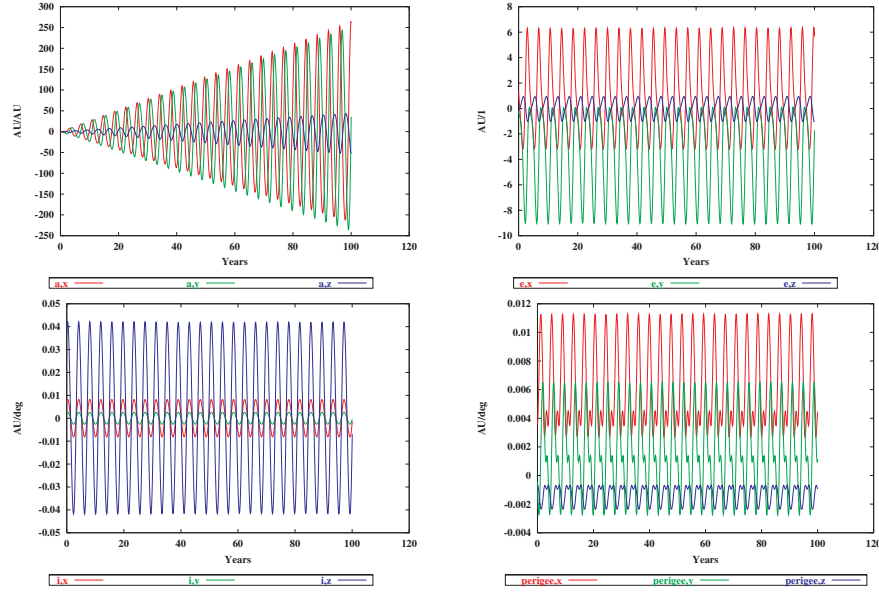 300
250
200
150
100
50
0
-50
-100
-150
-200
-250
AU/AU
0 20 40 60 80 100 120
Years
a,x a,y a,z
8
6
4
2
0
-2
-4
-6
-8
-10
AU/1
0 20 40 60 80 100 120
Years
e,x e,y e,z
0.05
0.04
0.03
0.02
0.01
0
-0.01
-0.02
-0.03
-0.04
-0.05
AU/deg
0 20 40 60 80 100 120
Years
i,x i,y i,z
0.012
0.01
0.008
0.006
0.004
0.002
0
-0.002
-0.004
AU/deg
0 20 40 60 80 100 120
Years
perigee,x perigee,y perigee,z